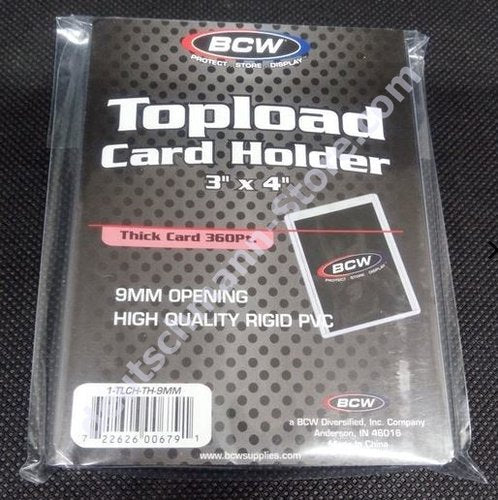 BCW
PROTECT STORE DISPLAY
Topload
Card Holder
3" x 4"
Thick Card 360Pt.
BCW
PROTECT STORE DISPLAY
9MM OPENING
HIGH QUALITY RIGID PVC
1-TLCH-TH-9MM
7 22626 00679 1
BCW
a BCW Diversified, Inc. Company
Anderson, IN 46016
Made in China
www.bcwsupplies.com